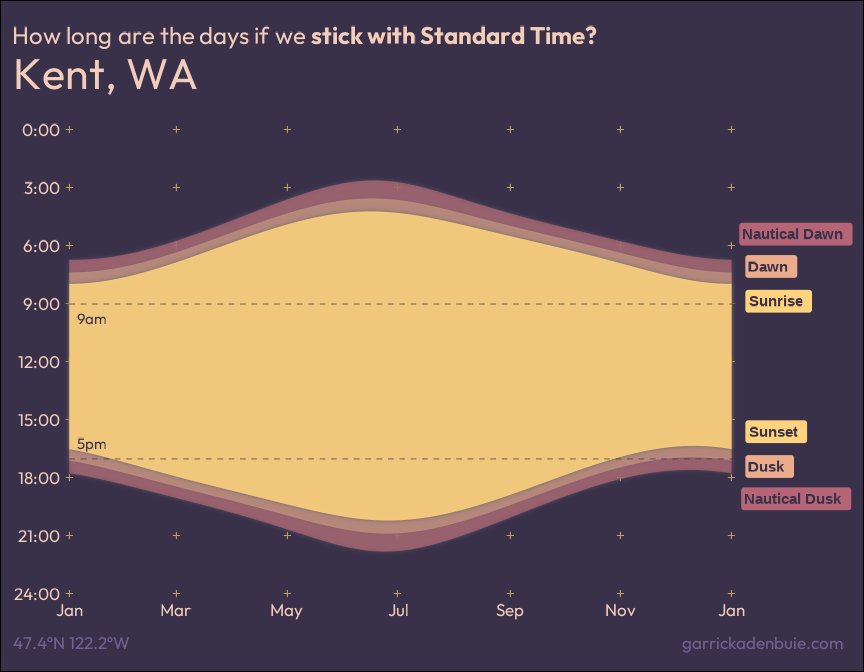 How long are the days if we stick with Standard Time?
Kent, WA
0:00
3:00
6:00
9:00
12:00
15:00
18:00
21:00
24:00
9am
5pm
Nautical Dawn
Dawn
Sunrise
Sunset
Dusk
Nautical Dusk
Jan Mar May Jul Sep Nov Jan
47.4°N 122.2°W
garrickadenbuie.com